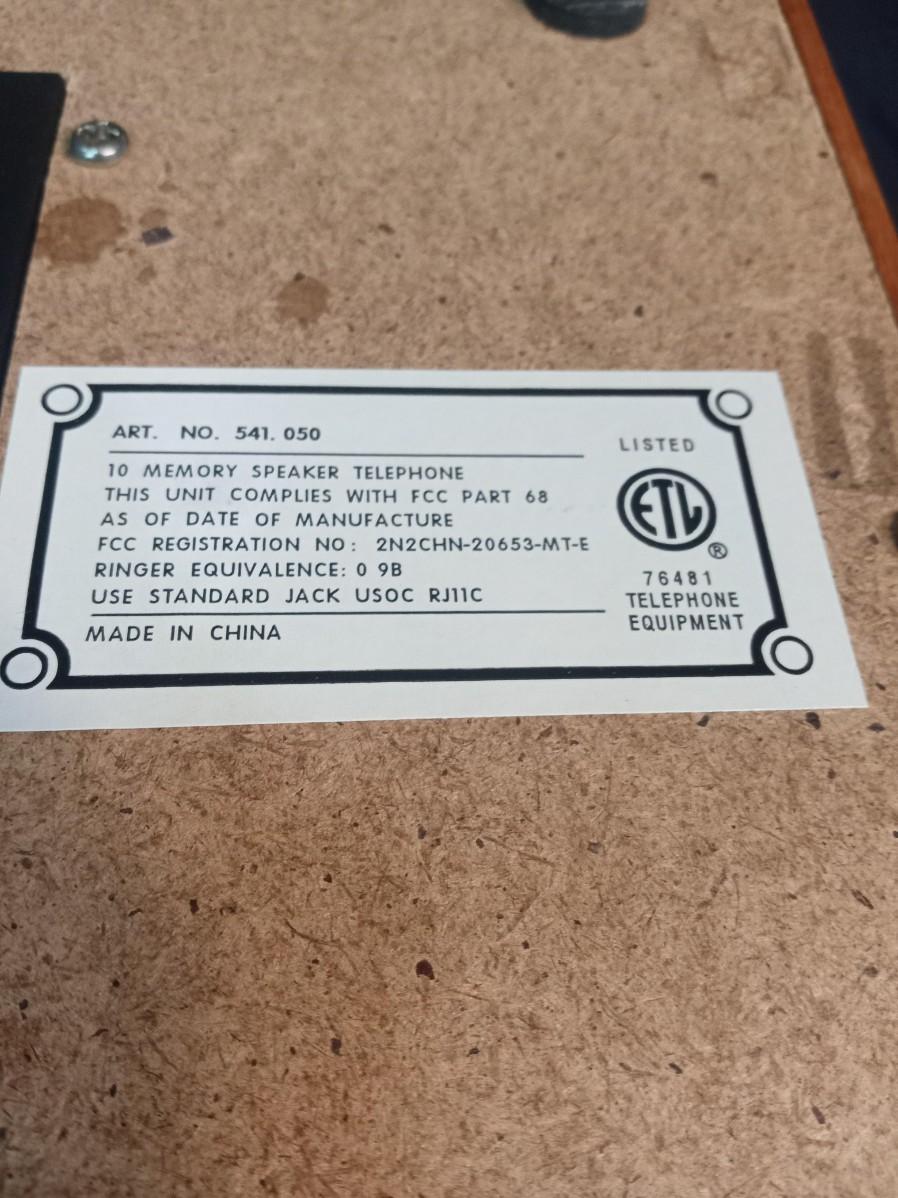 ART. NO. 541. 050
10 MEMORY SPEAKER TELEPHONE
THIS UNIT COMPLIES WITH FCC PART 68
AS OF DATE OF MANUFACTURE
FCC REGISTRATION NO: 2N2CHN-20653-MT-E
RINGER EQUIVALENCE: 0 9B
USE STANDARD JACK USOC RJ11C
MADE IN CHINA
LISTED
ETL
®
76481
TELEPHONE
EQUIPMENT